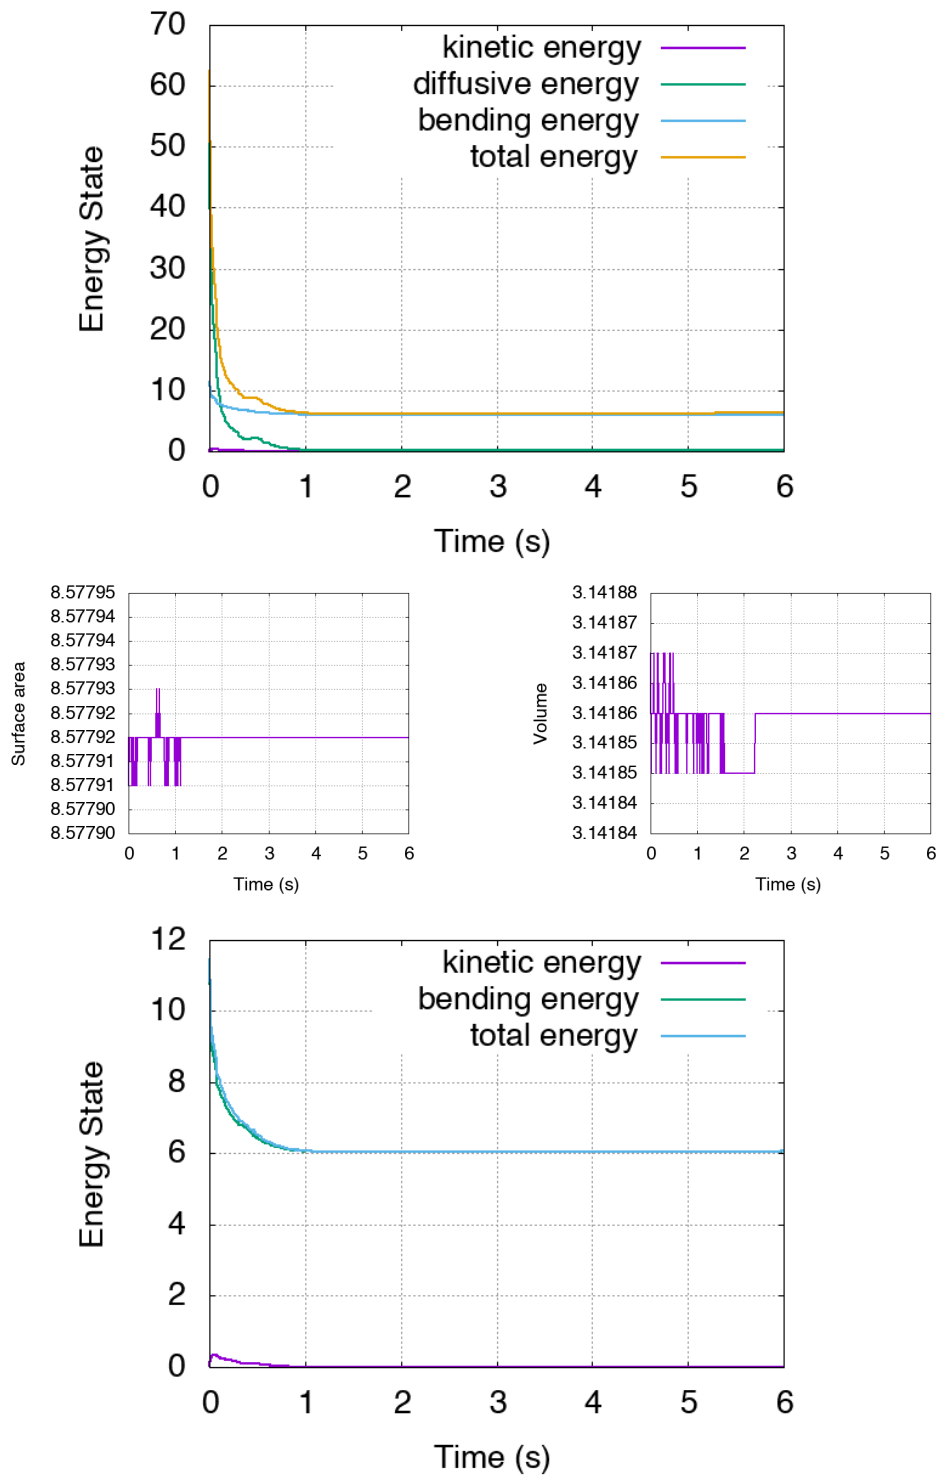 70
60
50
40
30
20
10
0
Energy State
kinetic energy
diffusive energy
bending energy
total energy
0 1 2 3 4 5 6
Time (s)
8.57795
8.57794
8.57794
8.57793
8.57793
8.57792
8.57792
8.57791
8.57791
8.57790
8.57790
Surface area
0 1 2 3 4 5 6
Time (s)
3.14188
3.14187
3.14187
3.14186
3.14186
3.14185
3.14185
3.14184
3.14184
Volume
0 1 2 3 4 5 6
Time (s)
12
10
8
6
4
2
0
Energy State
kinetic energy
bending energy
total energy
0 1 2 3 4 5 6
Time (s)